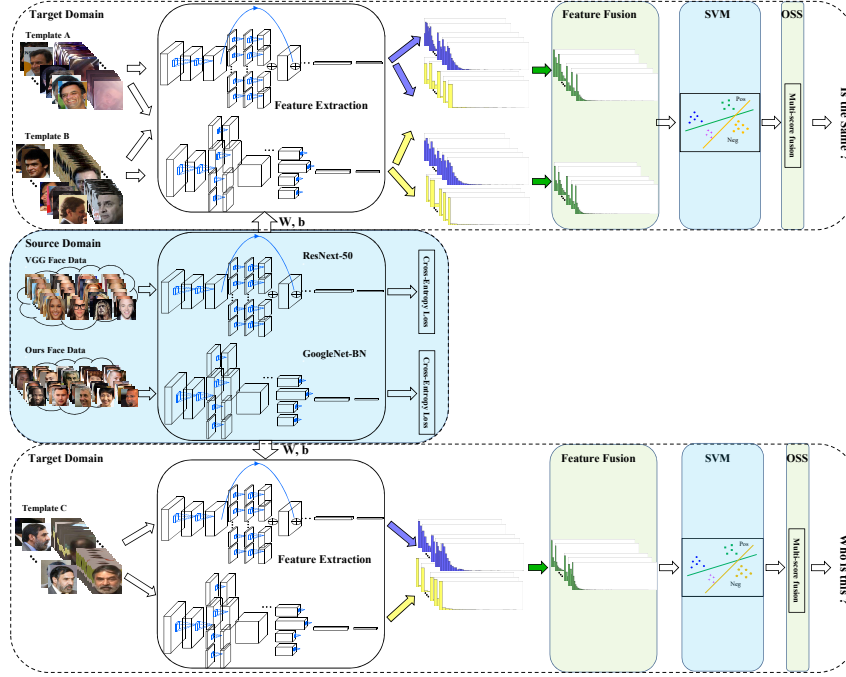 Target Domain
Feature Fusion
SVM
OSS
Template A
Feature Extraction
Template B
Pos
Neg
Multi-score fusion
Is the Same ?
W, b
Source Domain
VGG Face Data
ResNext-50
Cross-Entropy Loss
Ours Face Data
GoogleNet-BN
Cross-Entropy Loss
W, b
Target Domain
Feature Fusion
SVM
OSS
Template C
Feature Extraction
Pos
Neg
Multi-score fusion
Who is this ?